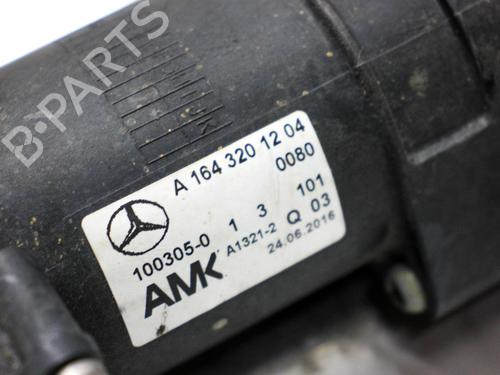 B-PARTS
A 164 320 12 04
0080
100305-0 1 3 101
A1321-2 Q 03
AMK 24.06.2016